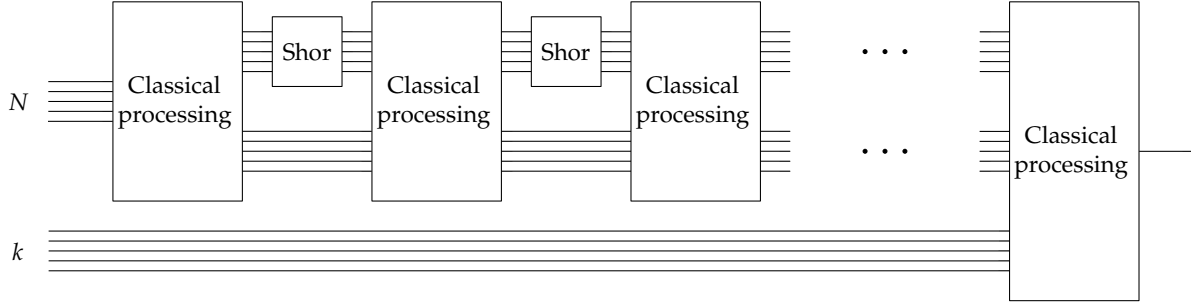 Shor
Shor
· · ·
Classical
processing
Classical
processing
Classical
processing
N
Classical
processing
· · ·
k